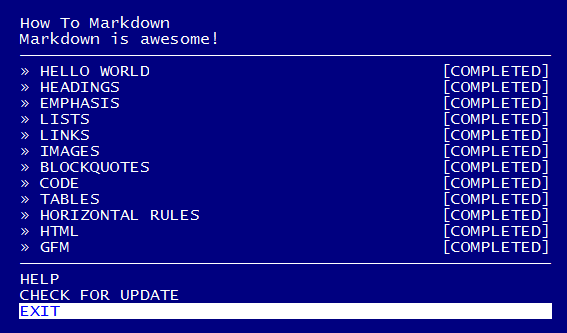 How To Markdown
Markdown is awesome!
» HELLO WORLD [COMPLETED]
» HEADINGS [COMPLETED]
» EMPHASIS [COMPLETED]
» LISTS [COMPLETED]
» LINKS [COMPLETED]
» IMAGES [COMPLETED]
» BLOCKQUOTES [COMPLETED]
» CODE [COMPLETED]
» TABLES [COMPLETED]
» HORIZONTAL RULES [COMPLETED]
» HTML [COMPLETED]
» GFM [COMPLETED]
HELP
CHECK FOR UPDATE
EXIT